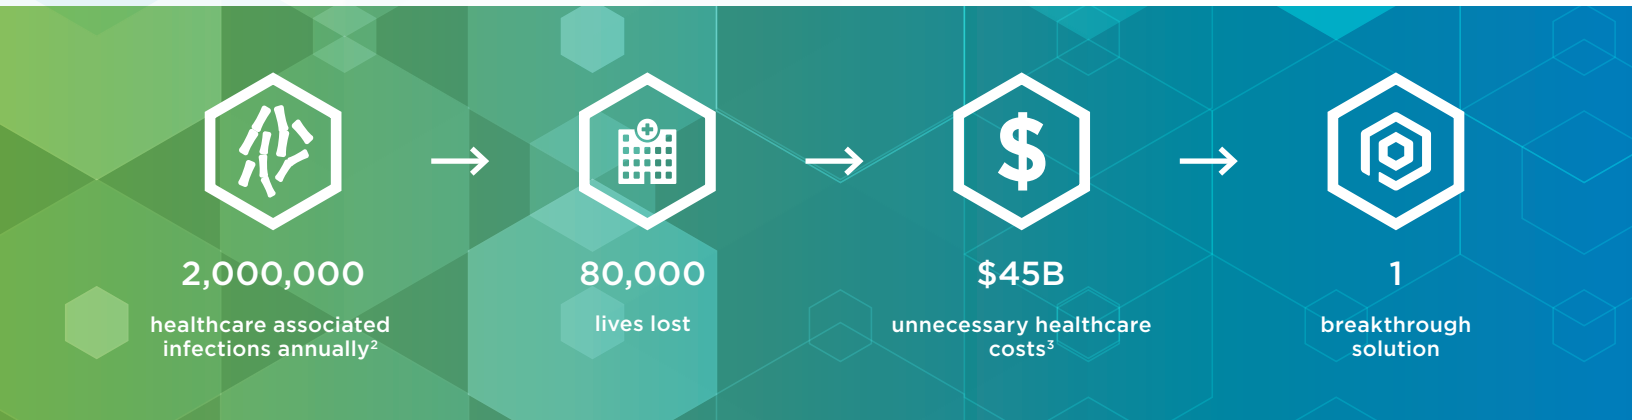 2,000,000
healthcare associated
infections annually²
80,000
lives lost
$45B
unnecessary healthcare
costs³
1
breakthrough
solution